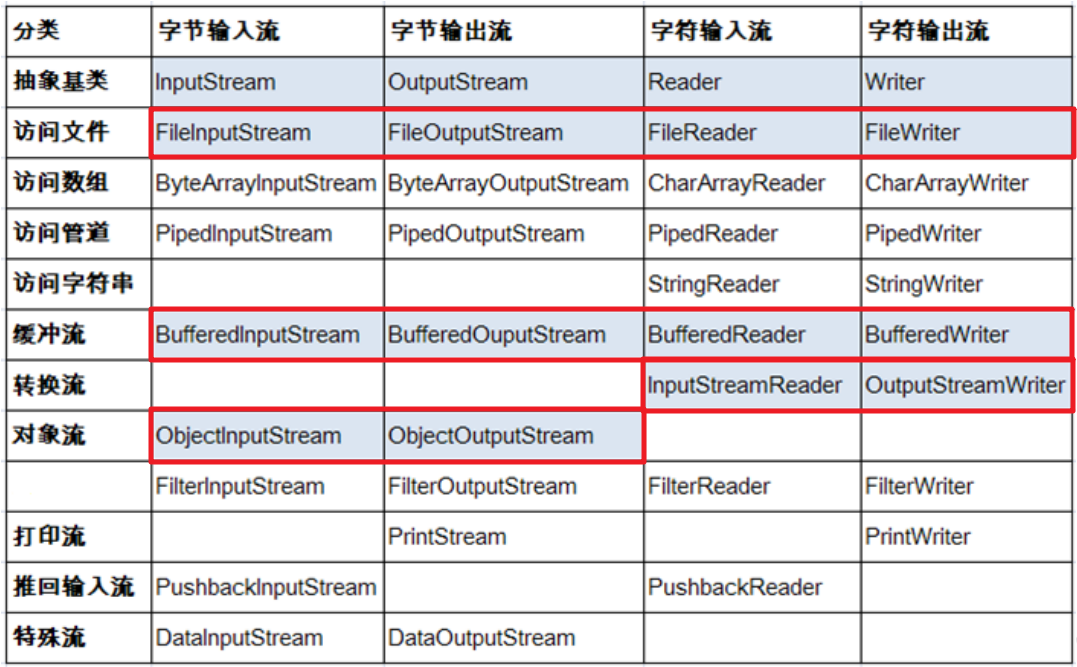 分类 字节输入流 字节输出流 字符输入流 字符输出流
抽象基类 InputStream OutputStream Reader Writer
访问文件 FileInputStream FileOutputStream FileReader FileWriter
访问数组 ByteArrayInputStream ByteArrayOutputStream CharArrayReader CharArrayWriter
访问管道 PipedInputStream PipedOutputStream PipedReader PipedWriter
访问字符串 StringReader StringWriter
缓冲流 BufferedInputStream BufferedOuputStream BufferedReader BufferedWriter
转换流 InputStreamReader OutputStreamWriter
对象流 ObjectInputStream ObjectOutputStream
FilterInputStream FilterOutputStream FilterReader FilterWriter
打印流 PrintStream PrintWriter
推回输入流 PushbackInputStream PushbackReader
特殊流 DataInputStream DataOutputStream